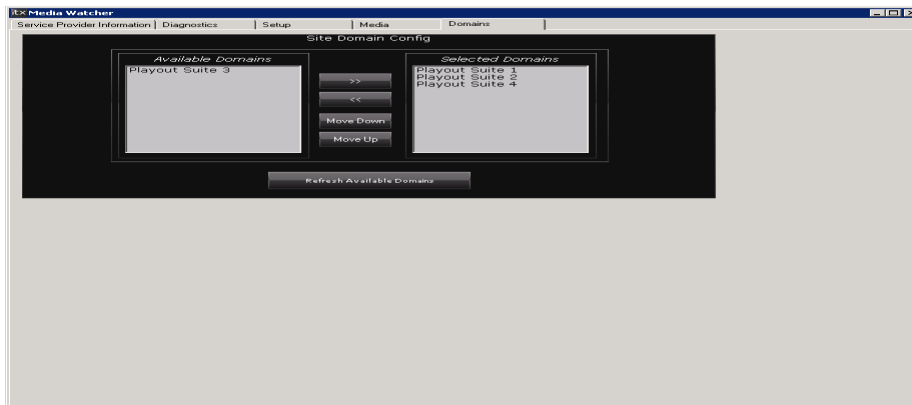 itx Media Watcher
Service Provider Information Diagnostics Setup Media Domains
Site Domain Config
Available Domains
Playout Suite 3
>>
<<
Move Down
Move Up
Selected Domains
Playout Suite 1
Playout Suite 2
Playout Suite 4
Refresh Available Domains